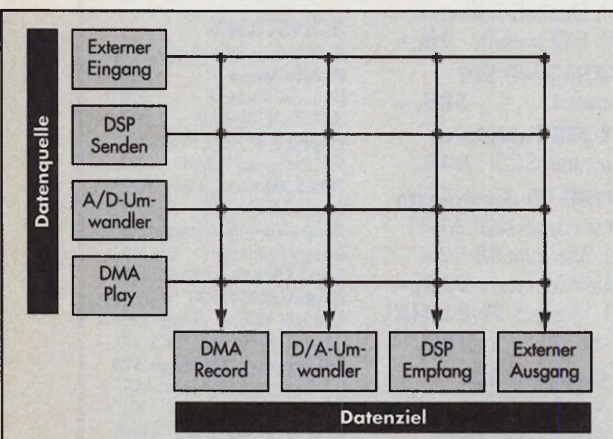 Datenquelle
Externer
Eingang
DSP
Senden
A/D-Um-
wandler
DMA
Play
DMA
Record
D/A-Um-
wandler
DSP
Empfang
Externer
Ausgang
Datenziel